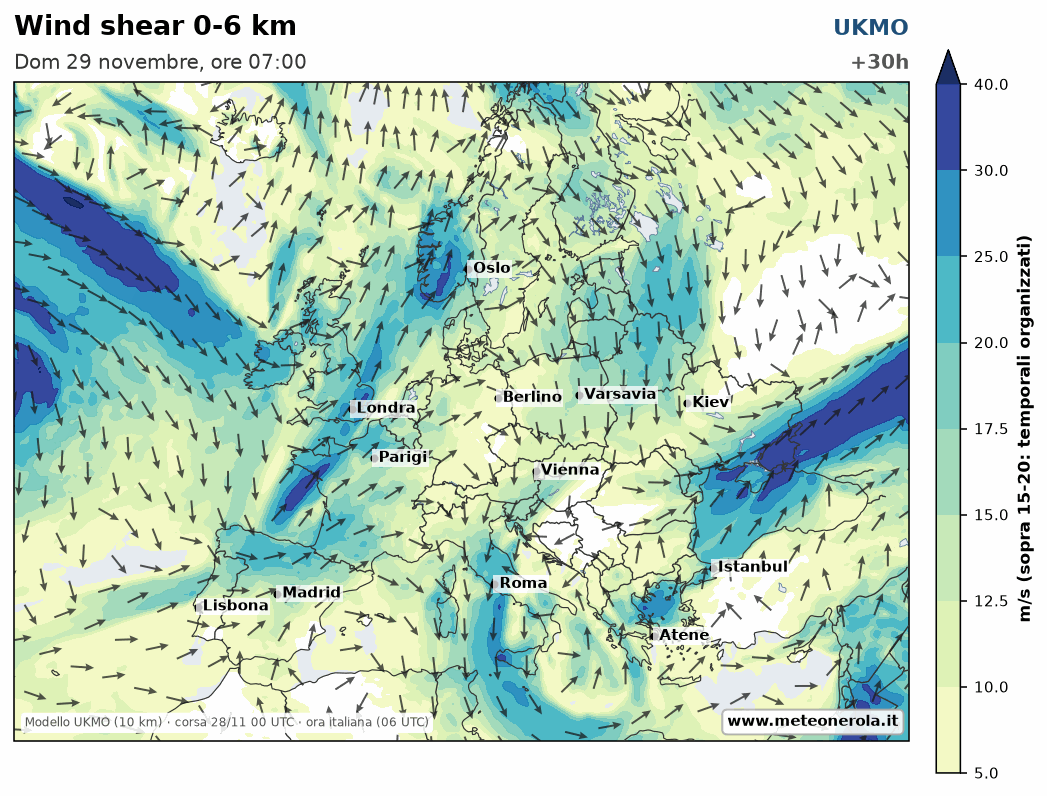 Wind shear 0-6 km
UKMO
Dom 29 novembre, ore 07:00
+30h
40.0
30.0
25.0
20.0
17.5
15.0
12.5
10.0
5.0
m/s (sopra 15-20: temporali organizzati)
Oslo
Londra
Berlino
Varsavia
Kiev
Parigi
Vienna
Istanbul
Roma
Madrid
Lisbona
Atene
Modello UKMO (10 km) · corsa 28/11 00 UTC · ora italiana (06 UTC)
www.meteonerola.it